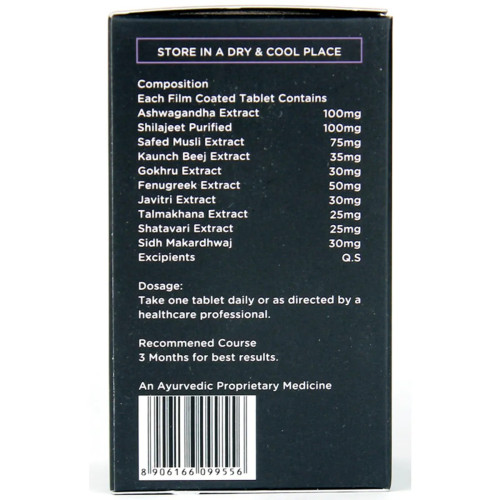 STORE IN A DRY & COOL PLACE
Composition
Each Film Coated Tablet Contains
Ashwagandha Extract 100mg
Shilajeet Purified 100mg
Safed Musli Extract 75mg
Kaunch Beej Extract 35mg
Gokhru Extract 30mg
Fenugreek Extract 50mg
Javitri Extract 30mg
Talmakhana Extract 25mg
Shatavari Extract 25mg
Sidh Makardhwaj 30mg
Excipients Q.S
Dosage:
Take one tablet daily or as directed by a
healthcare professional.
Recommened Course
3 Months for best results.
An Ayurvedic Proprietary Medicine
8 906166 099556